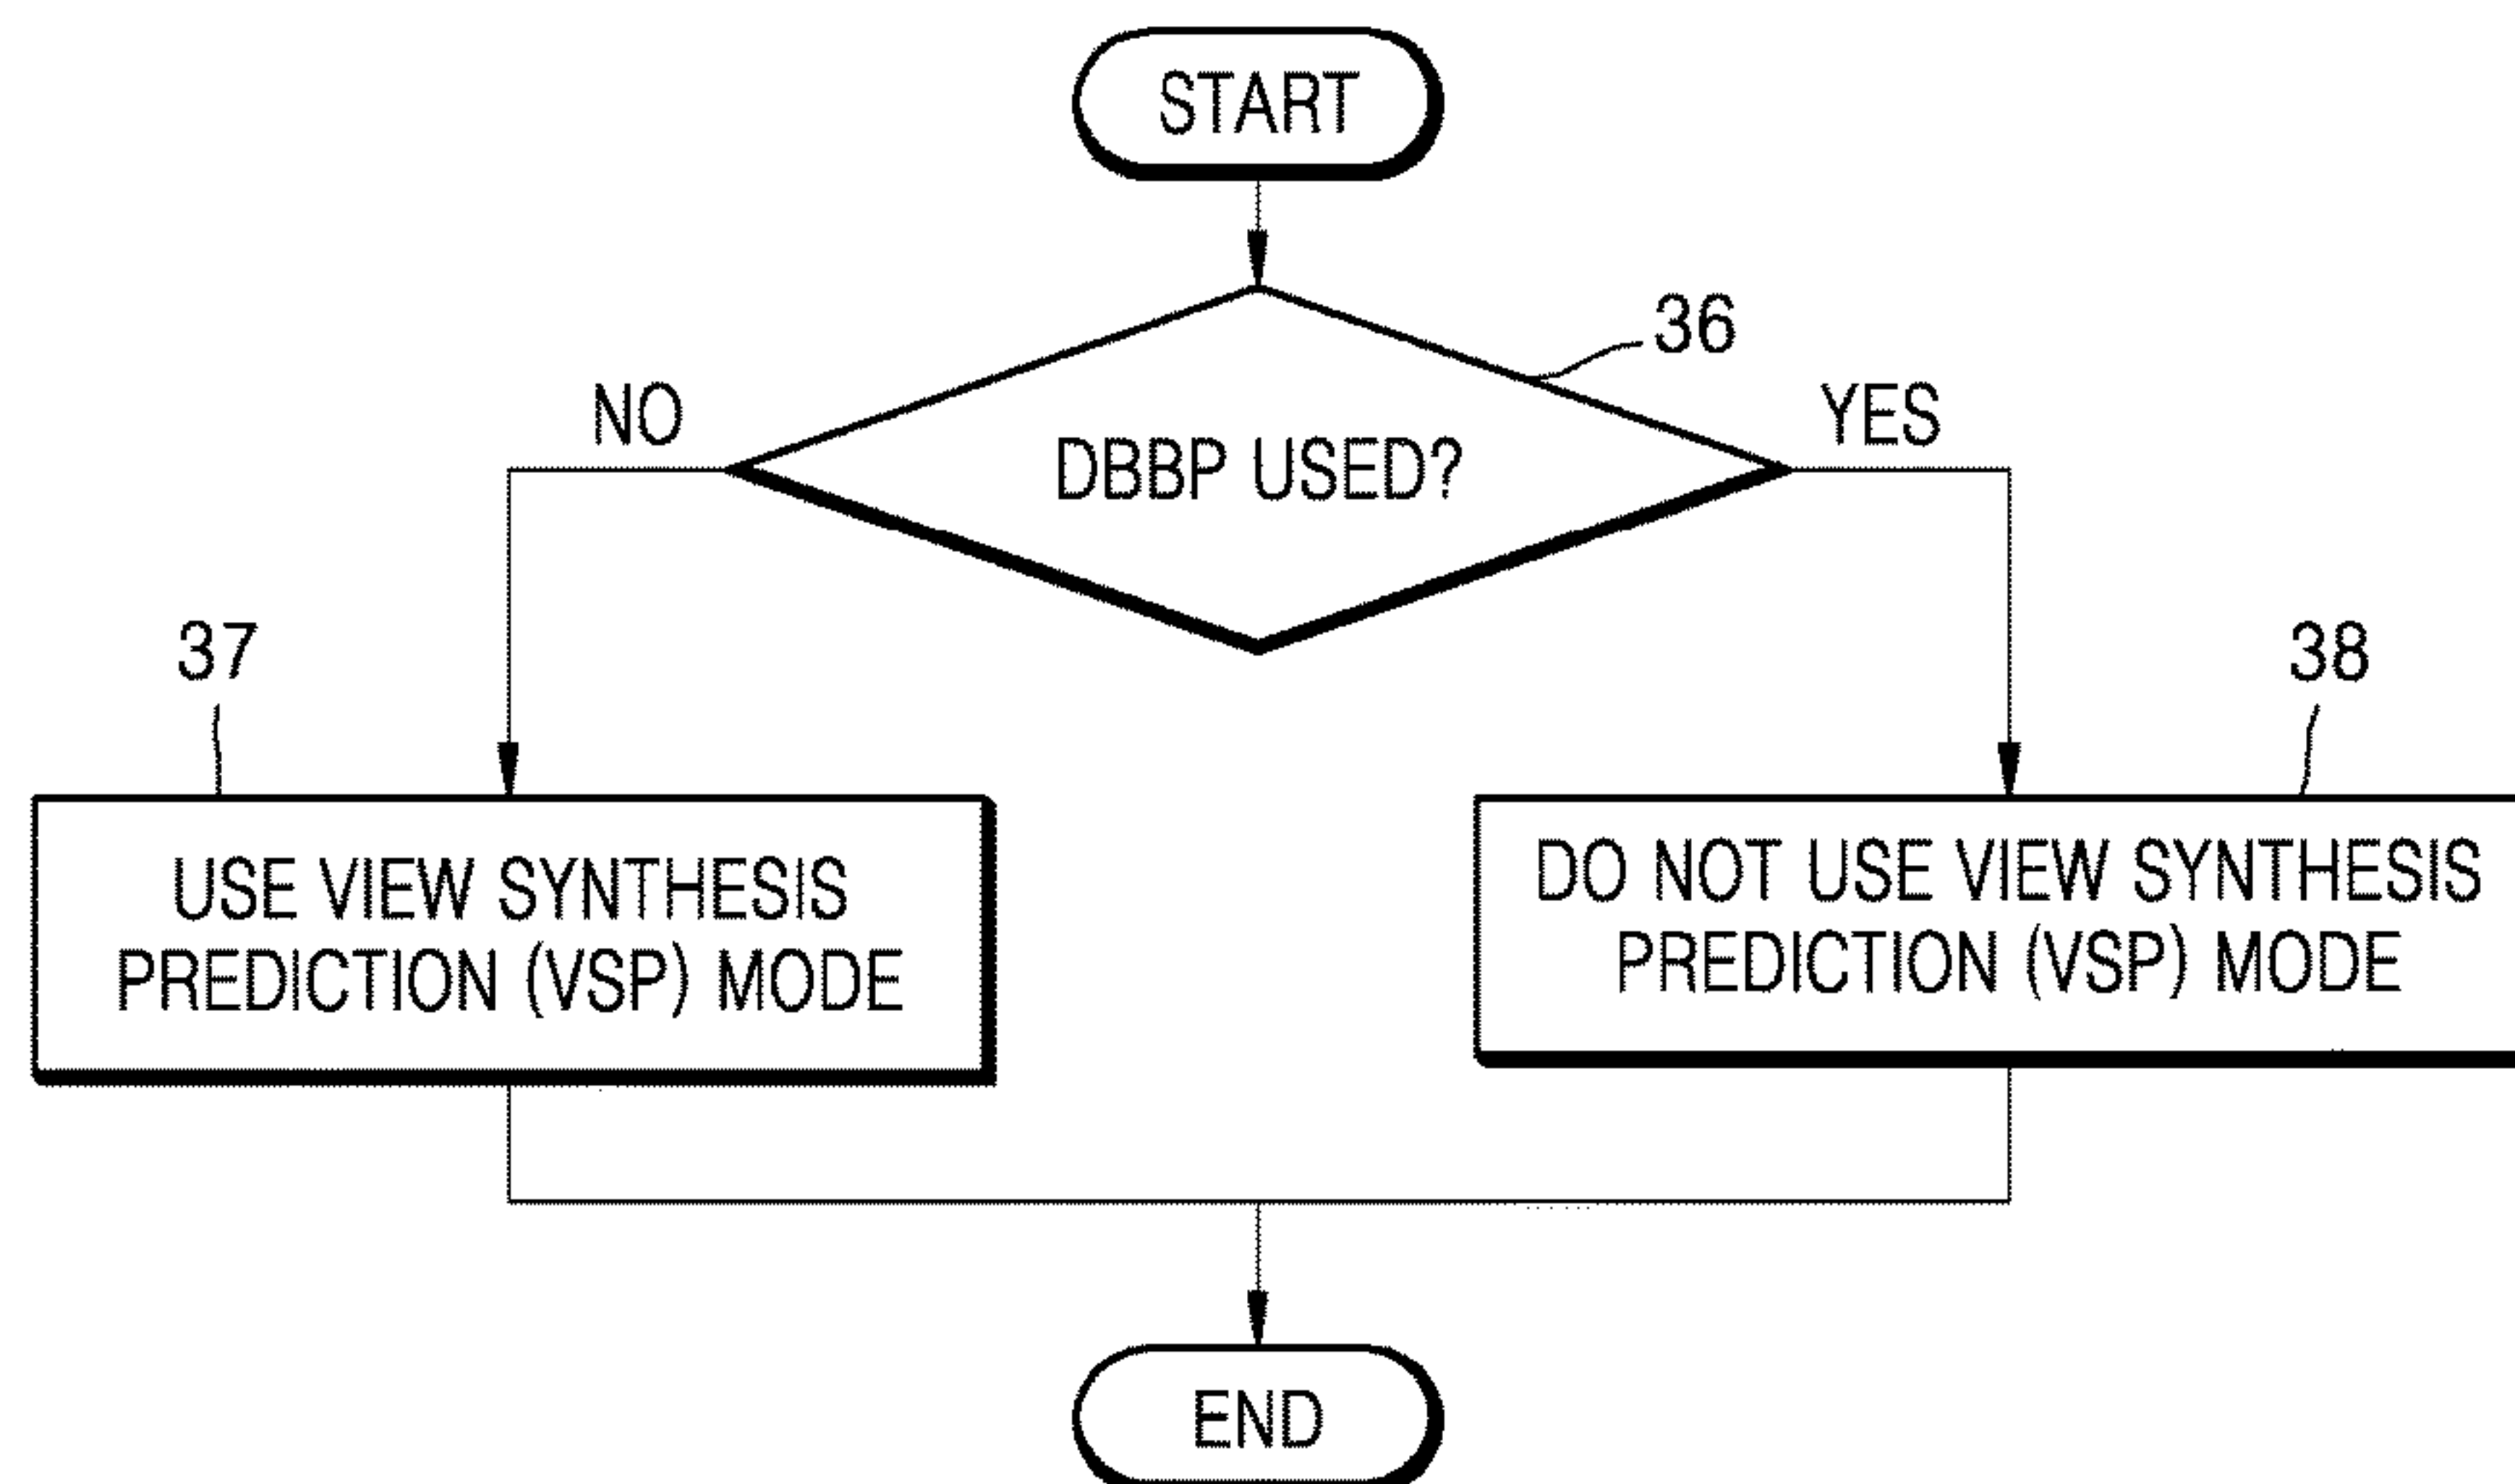 START
36
NO
YES
DBBP USED?
37
38
USE VIEW SYNTHESIS
PREDICTION (VSP) MODE
DO NOT USE VIEW SYNTHESIS
PREDICTION (VSP) MODE
END